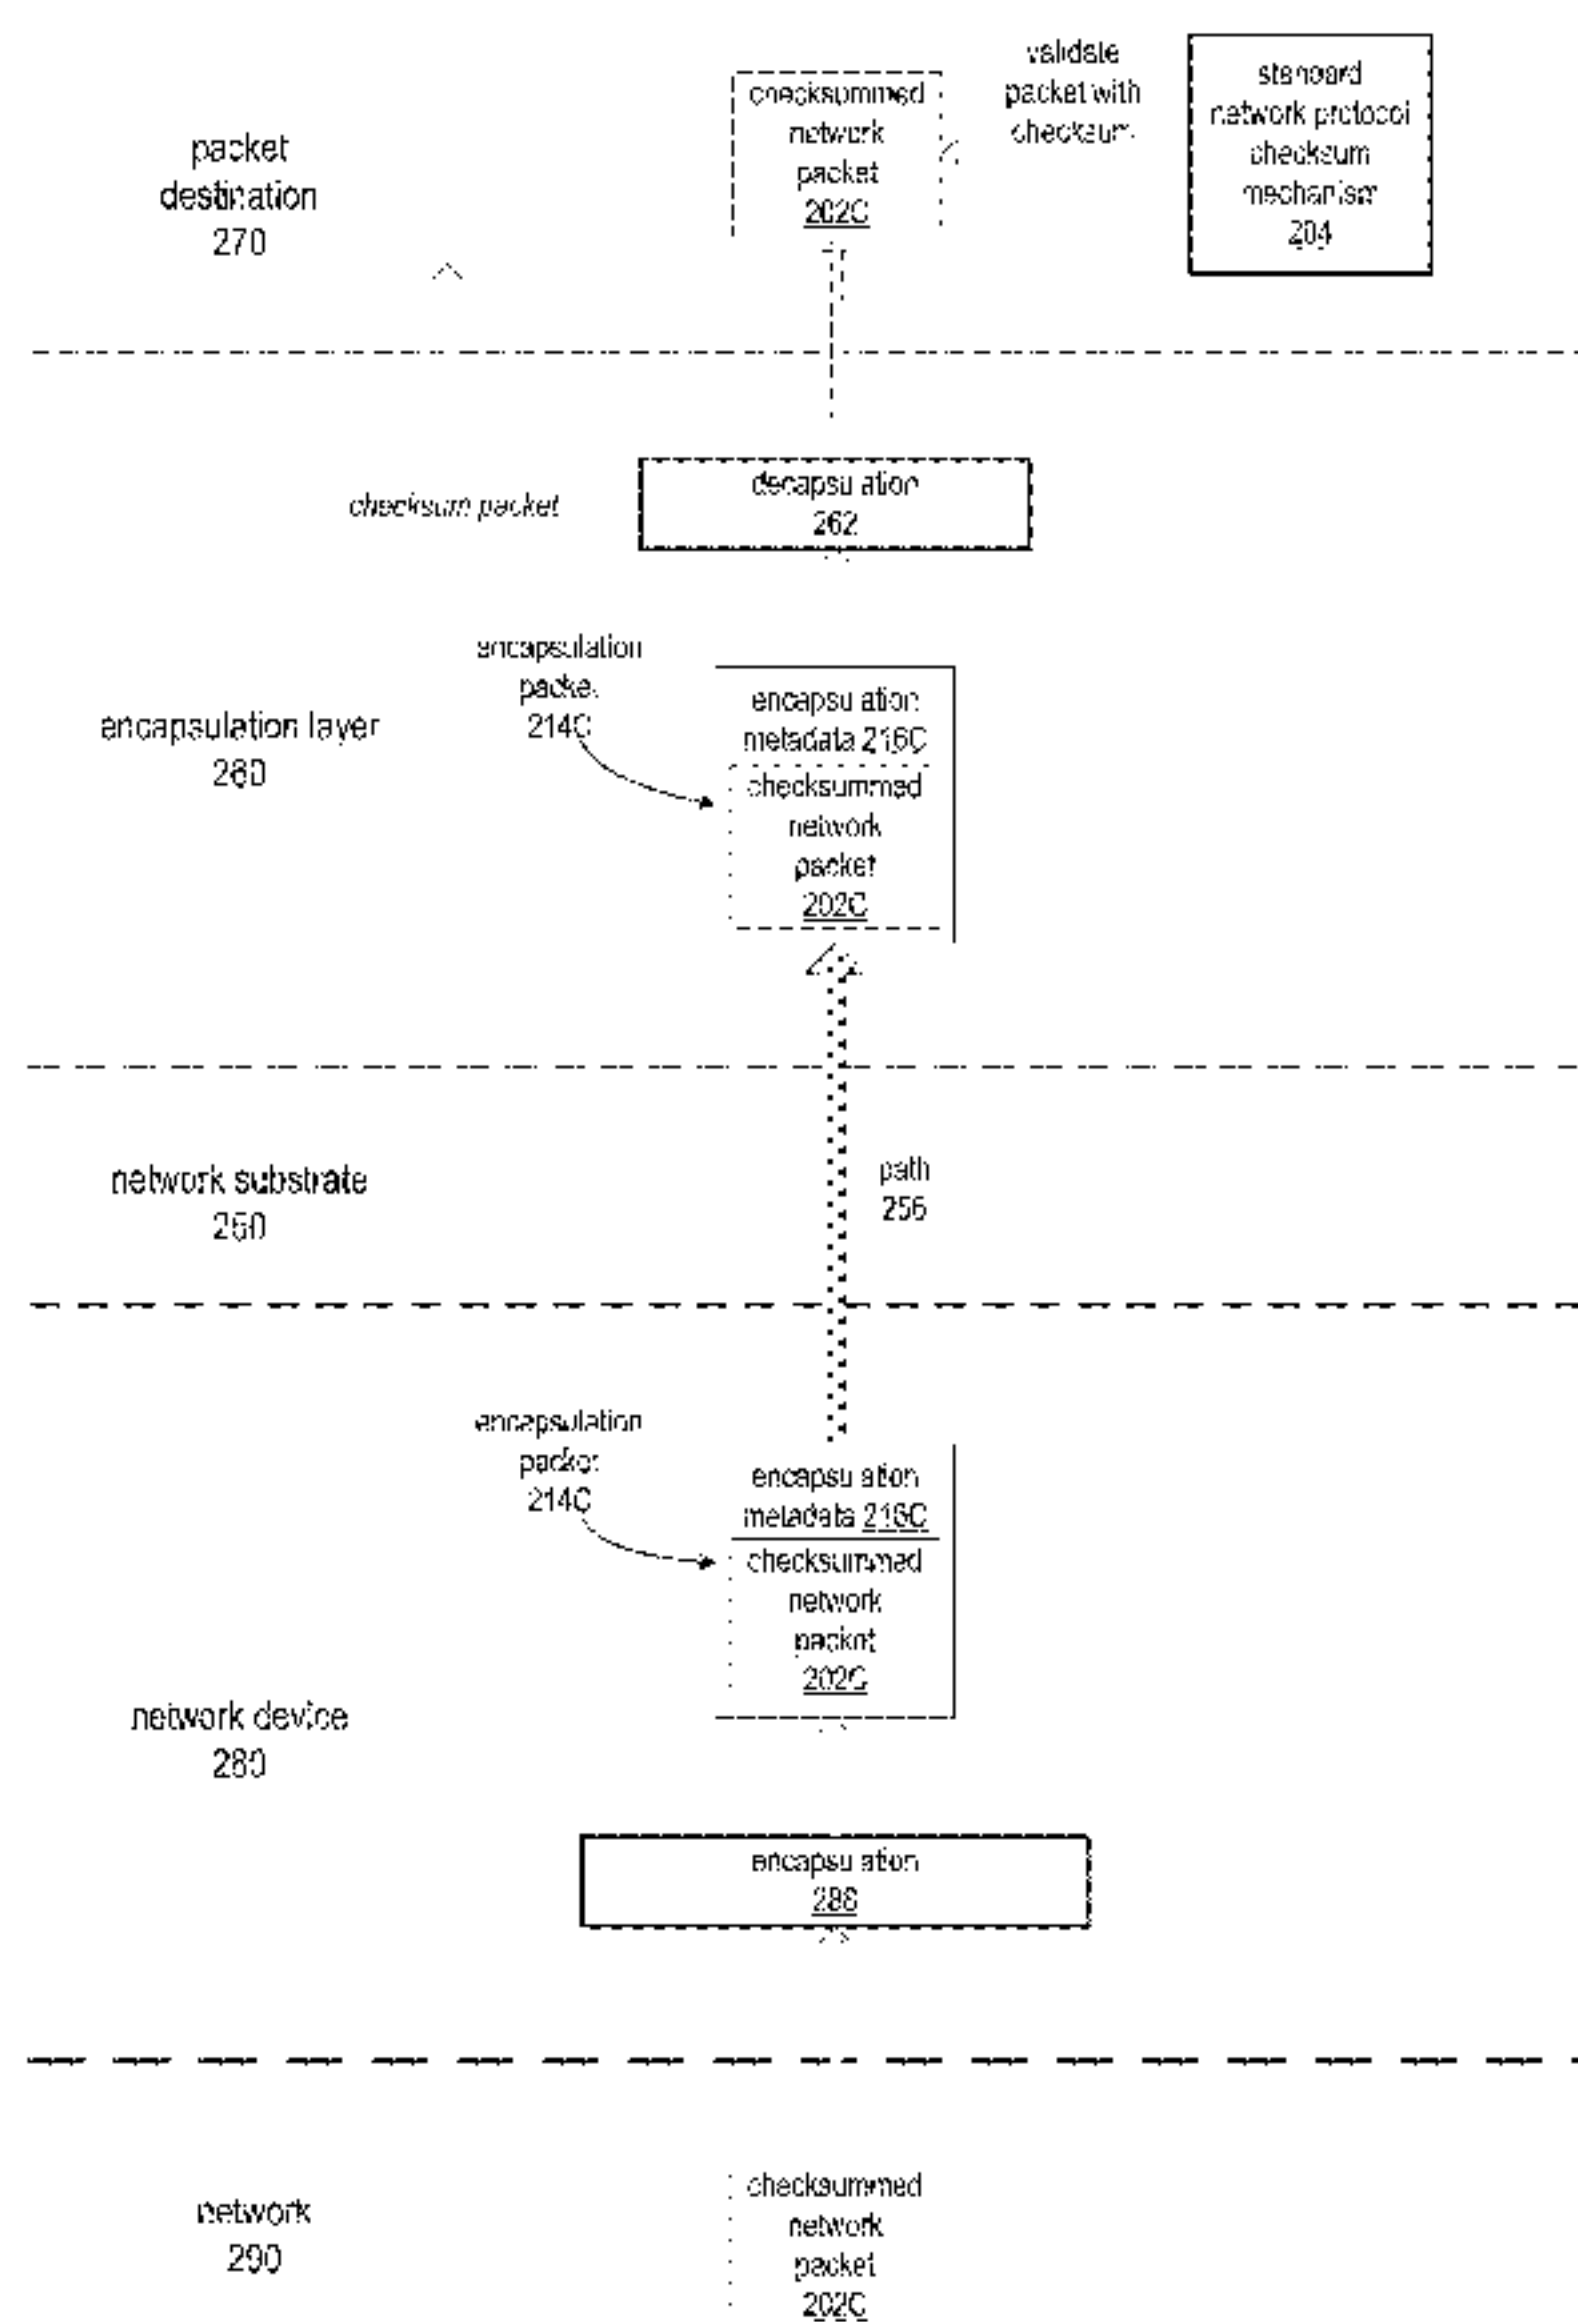 packet
destination
270
checksummed
network
packet
202C
validate
packet with
checksum
standard
network protocol
checksum
mechanism
204
checksum packet
decapsulation
262
encapsulation layer
260
encapsulation
packet
214C
encapsulation
metadata 216C
checksummed
network
packet
202C
network substrate
250
path
256
network device
280
encapsulation
packet
214C
encapsulation
metadata 216C
checksummed
network
packet
202C
encapsulation
286
network
290
checksummed
network
packet
202C